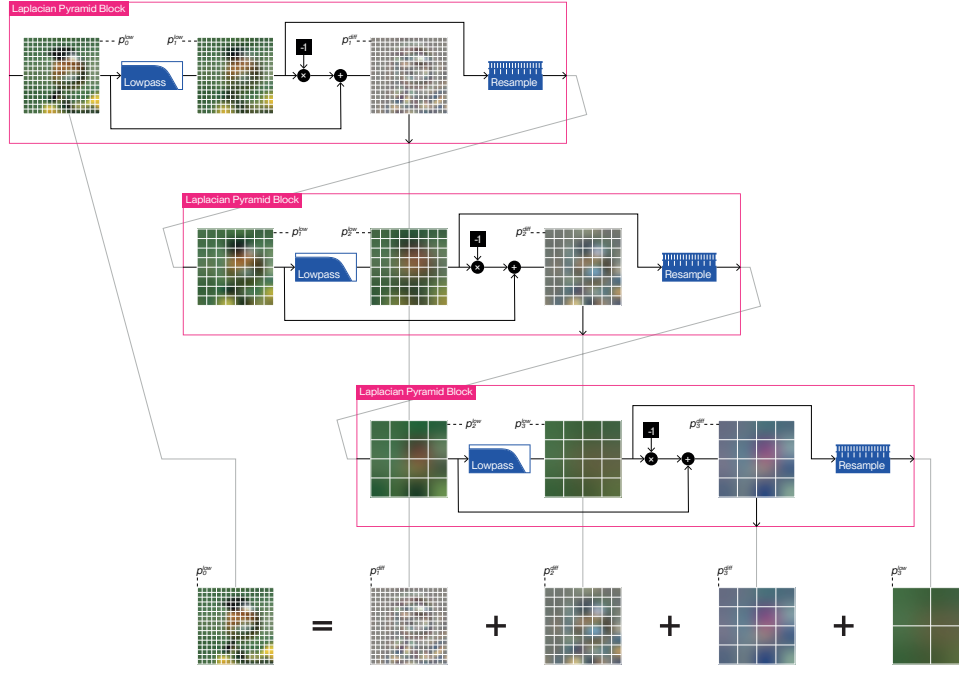 Laplacian Pyramid Block
p₀ˡᵒʷ p₁ˡᵒʷ -1 p₁ᵈⁱᶠᶠ
Lowpass × + Resample
Laplacian Pyramid Block
p₁ˡᵒʷ p₂ˡᵒʷ -1 p₂ᵈⁱᶠᶠ
Lowpass × + Resample
Laplacian Pyramid Block
p₂ˡᵒʷ p₃ˡᵒʷ -1 p₃ᵈⁱᶠᶠ
Lowpass × + Resample
p₀ˡᵒʷ p₁ᵈⁱᶠᶠ p₂ᵈⁱᶠᶠ p₃ᵈⁱᶠᶠ p₃ˡᵒʷ
= + + +